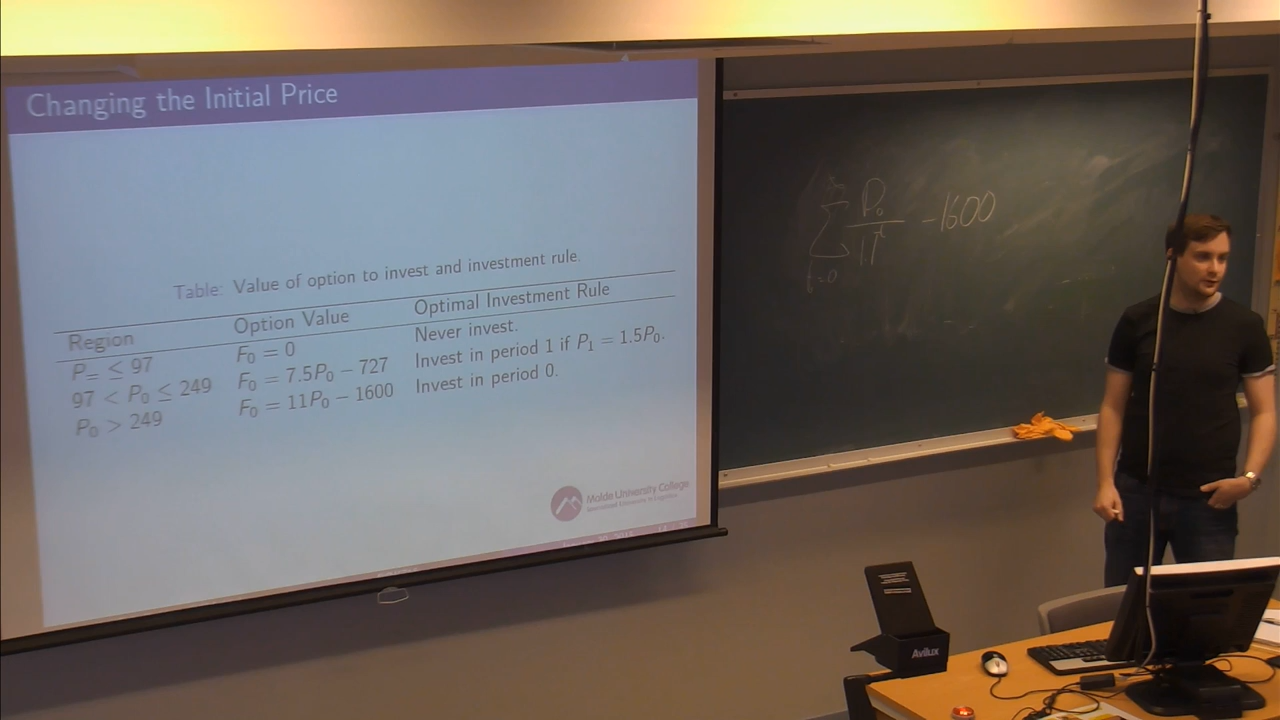 Changing the Initial Price
Table: Value of option to invest and investment rule.
Region Option Value Optimal Investment Rule
P₌ ≤ 97 F₀ = 0 Never invest.
97 < P₀ ≤ 249 F₀ = 7.5P₀ − 727 Invest in period 1 if P₁ = 1.5P₀.
P₀ > 249 F₀ = 11P₀ − 1600 Invest in period 0.
Molde University College
∑ P₀ / 1.1ᵗ − 1600
t=0
Avilux